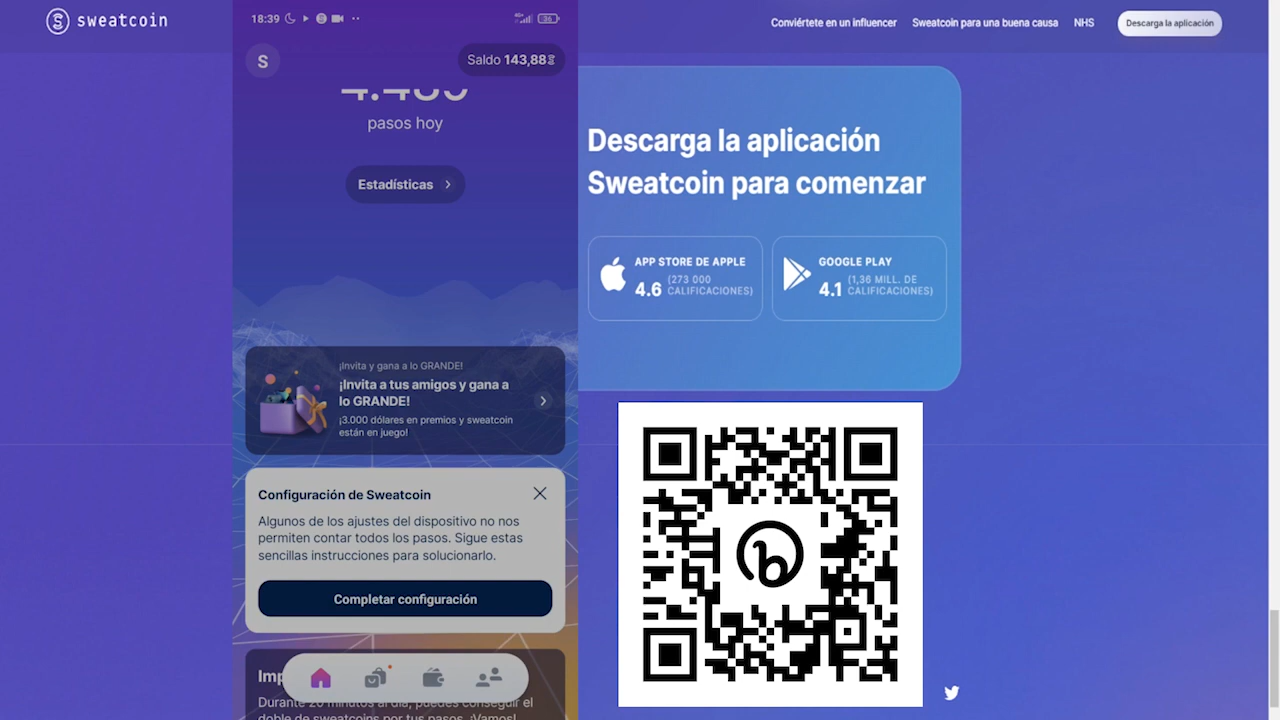 sweatcoin
Conviértete en un influencer
Sweatcoin para una buena causa
NHS
Descarga la aplicación
18:39
36
S
Saldo 143,88
pasos hoy
Estadísticas
¡Invita y gana a lo GRANDE!
¡Invita a tus amigos y gana a
lo GRANDE!
¡3.000 dólares en premios y sweatcoin
están en juego!
Configuración de Sweatcoin
Algunos de los ajustes del dispositivo no nos
permiten contar todos los pasos. Sigue estas
sencillas instrucciones para solucionarlo.
Completar configuración
Durante 20 minutos al día, puedes conseguir el
doble de sweatcoins por tus pasos. ¡Vamos!
Descarga la aplicación
Sweatcoin para comenzar
APP STORE DE APPLE
4.6 (273 000
CALIFICACIONES)
GOOGLE PLAY
4.1 (1,36 MILL. DE
CALIFICACIONES)
b